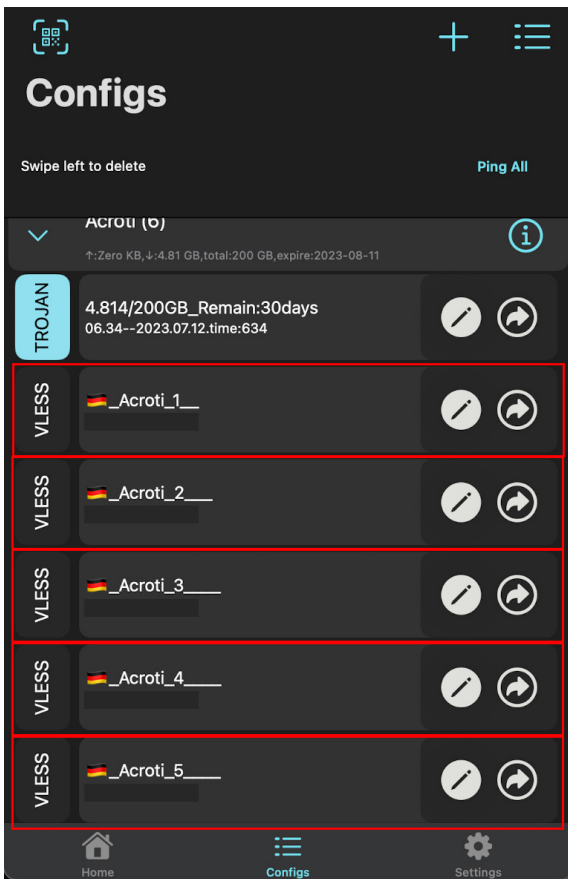 Configs
Swipe left to delete
Ping All
Acroti (6)
↑:Zero KB,↓:4.81 GB,total:200 GB,expire:2023-08-11
TROJAN
4.814/200GB_Remain:30days
06.34--2023.07.12.time:634
VLESS
🇩🇪_Acroti_1__
VLESS
🇩🇪_Acroti_2___
VLESS
🇩🇪_Acroti_3____
VLESS
🇩🇪_Acroti_4____
VLESS
🇩🇪_Acroti_5____
Home
Configs
Settings